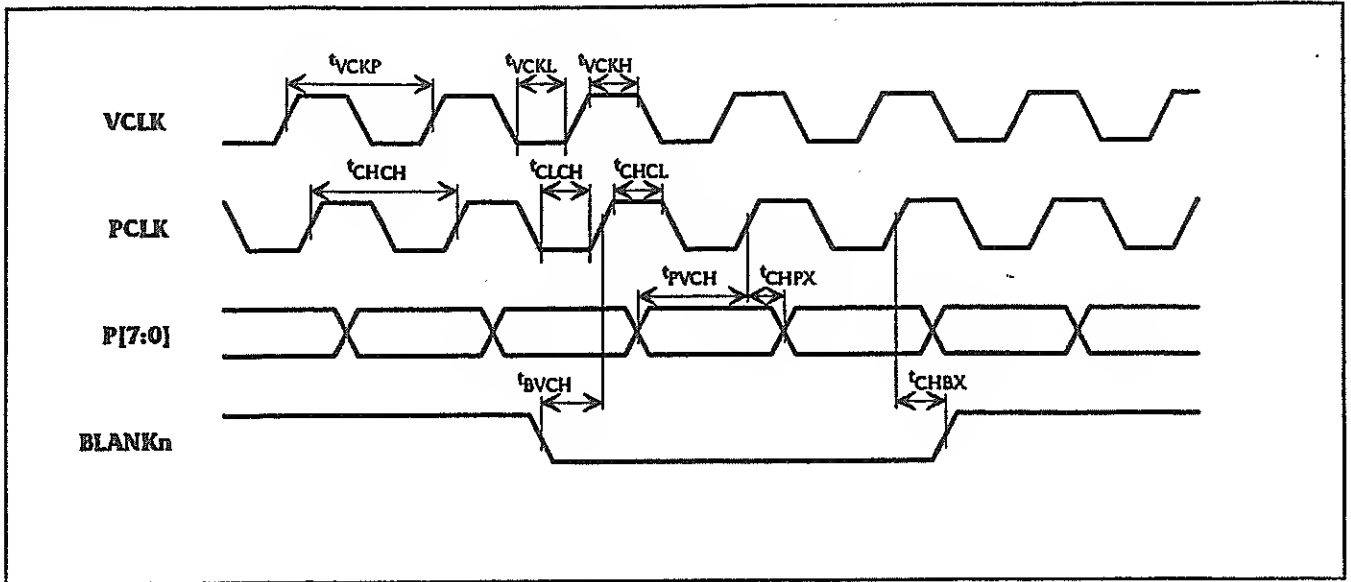 tVCKP tVCKL tVCKH
VCLK
tCHCH tCLCH tCHCL
PCLK
tPVCH tCHPX
P[7:0]
tBVCH tCHBX
BLANKn